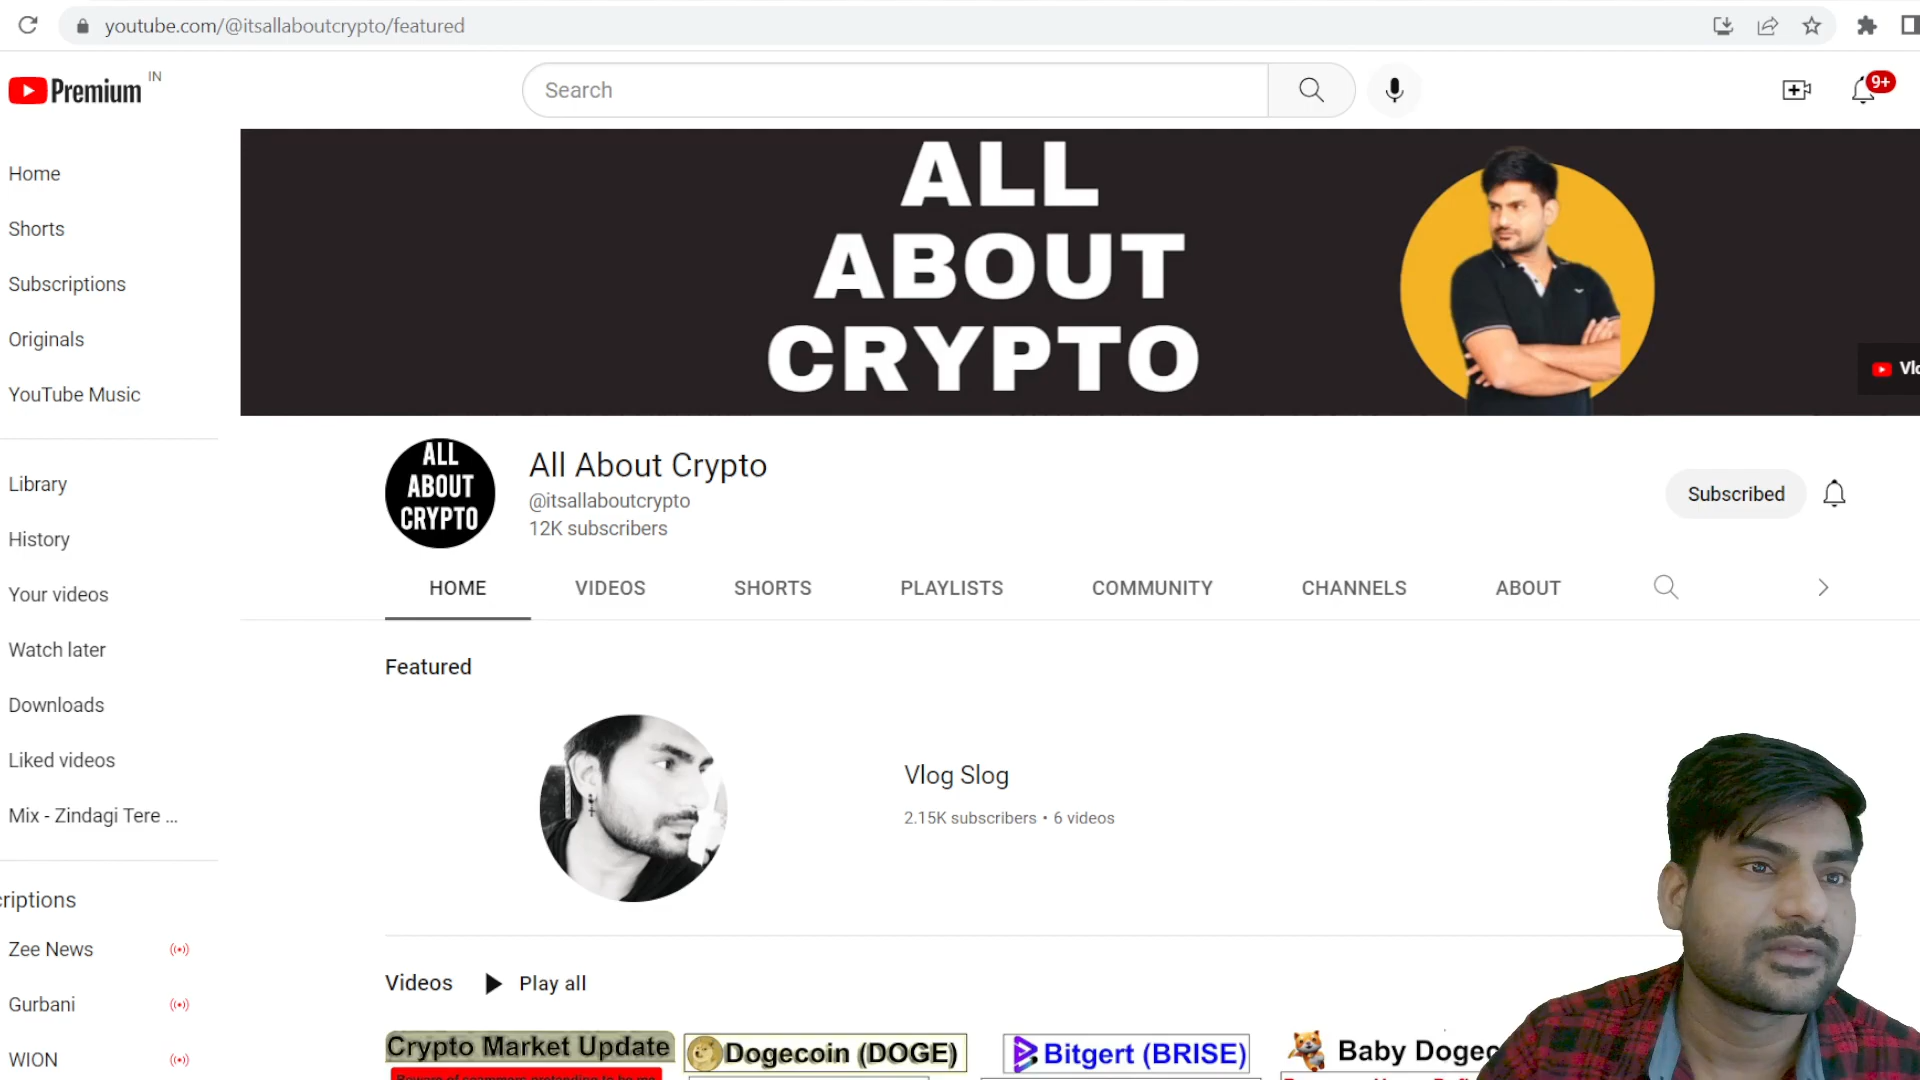 youtube.com/@itsallaboutcrypto/featured
Premium IN
Search
9+
Home
Shorts
Subscriptions
Originals
YouTube Music
Library
History
Your videos
Watch later
Downloads
Liked videos
Mix - Zindagi Tere ...
criptions
Zee News
Gurbani
WION
ALL
ABOUT
CRYPTO
ALL
ABOUT
CRYPTO
All About Crypto
@itsallaboutcrypto
12K subscribers
Subscribed
HOME VIDEOS SHORTS PLAYLISTS COMMUNITY CHANNELS ABOUT
Featured
Vlog Slog
2.15K subscribers • 6 videos
Videos Play all
Crypto Market Update
Dogecoin (DOGE)
Bitgert (BRISE)
Baby